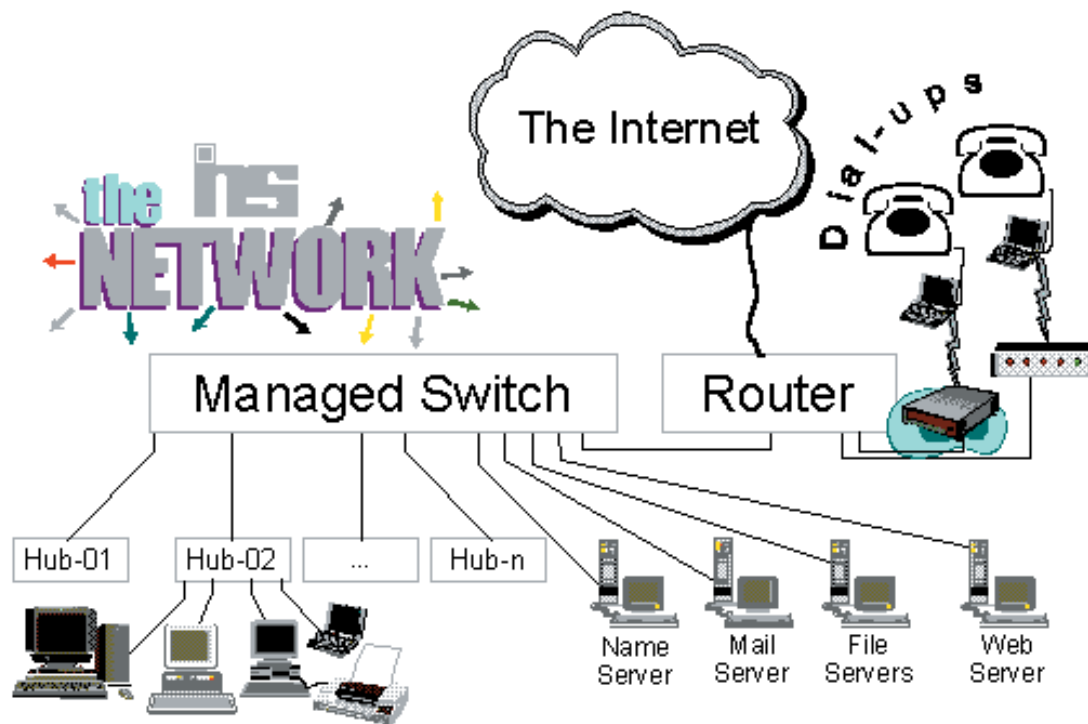 The Internet
Dial-ups
the ins
NETWORK
Managed Switch
Router
Hub-01
Hub-02
...
Hub-n
Name
Server
Mail
Server
File
Servers
Web
Server